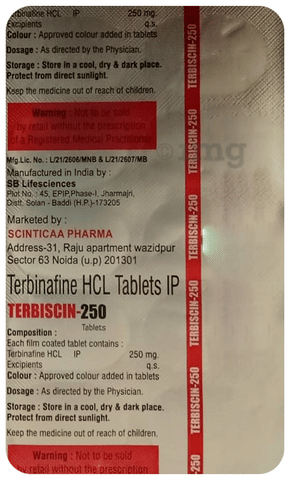 Terbinafine HCL IP 250 mg.
Excipients q.s.
Colour : Approved colour added in tablets
Dosage : As directed by the Physician.
Storage : Store in a cool, dry & dark place.
Protect from direct sunlight.
Keep the medicine out of reach of children.
Warning : Not to be sold
by retail without the prescription
of a Registered Medical Practitioner
Mfg.Lic. No. : L/21/2606/MNB & L/21/2607/MB
Manufactured in India by :
SB Lifesciences
Plot No.: 45, EPIP,Phase-I, Jharmajri,
Distt. Solan - Baddi (H.P.)-173205
Marketed by :
SCINTICAA PHARMA
Address-31, Raju apartment wazidpur
Sector 63 Noida (u.p) 201301
Terbinafine HCL Tablets IP
TERBISCIN-250
Tablets
Composition :
Each film coated tablet contains :
Terbinafine HCL IP 250 mg.
Excipients q.s.
Colour : Approved colour added in tablets
Dosage : As directed by the Physician.
Storage : Store in a cool, dry & dark place.
Protect from direct sunlight.
Keep the medicine out of reach of children.
Warning : Not to be sold
by retail without the prescription
TERBISCIN-250
TERBISCIN-250
TERBISCIN-250
TERBISCIN-250
TERBISCIN-250
-250
mg